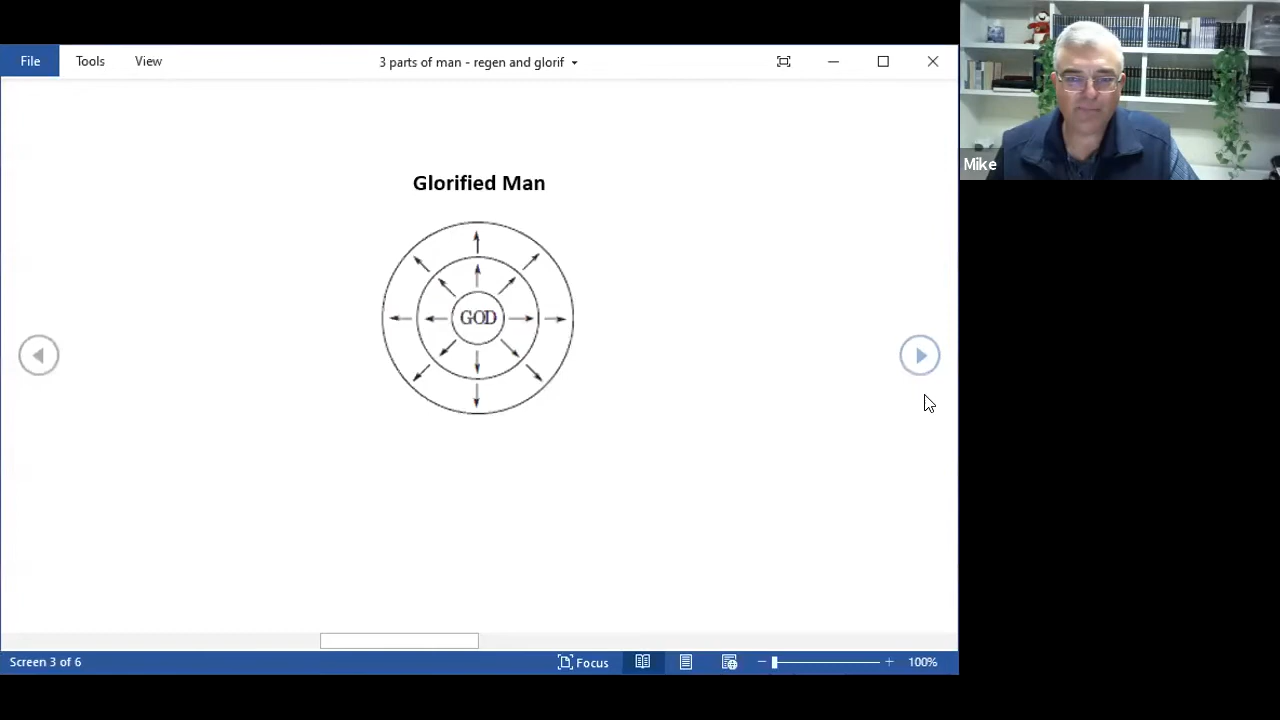 File Tools View 3 parts of man - regen and glorif
Mike
Glorified Man
GOD
Screen 3 of 6 Focus 100%